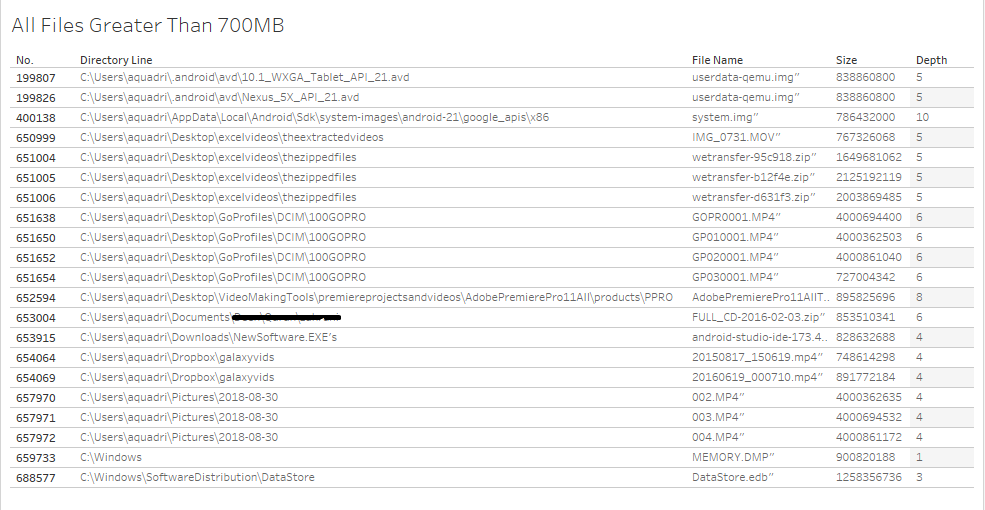 All Files Greater Than 700MB
No. Directory Line File Name Size Depth
199807 C:\Users\aquadri\.android\avd\10.1_WXGA_Tablet_API_21.avd userdata-qemu.img” 838860800 5
199826 C:\Users\aquadri\.android\avd\Nexus_5X_API_21.avd userdata-qemu.img” 838860800 5
400138 C:\Users\aquadri\AppData\Local\Android\Sdk\system-images\android-21\google_apis\x86 system.img” 786432000 10
650999 C:\Users\aquadri\Desktop\excelvideos\theextractedvideos IMG_0731.MOV” 767326068 5
651004 C:\Users\aquadri\Desktop\excelvideos\thezippedfiles wetransfer-95c918.zip” 1649681062 5
651005 C:\Users\aquadri\Desktop\excelvideos\thezippedfiles wetransfer-b12f4e.zip” 2125192119 5
651006 C:\Users\aquadri\Desktop\excelvideos\thezippedfiles wetransfer-d631f3.zip” 2003869485 5
651638 C:\Users\aquadri\Desktop\GoProfiles\DCIM\100GOPRO GOPR0001.MP4” 4000694400 6
651650 C:\Users\aquadri\Desktop\GoProfiles\DCIM\100GOPRO GP010001.MP4” 4000362503 6
651652 C:\Users\aquadri\Desktop\GoProfiles\DCIM\100GOPRO GP020001.MP4” 4000861040 6
651654 C:\Users\aquadri\Desktop\GoProfiles\DCIM\100GOPRO GP030001.MP4” 727004342 6
652594 C:\Users\aquadri\Desktop\VideoMakingTools\premiereprojectsandvideos\AdobePremierePro11All\products\PPRO AdobePremierePro11AllT.. 895825696 8
653004 C:\Users\aquadri\Documents\ FULL_CD-2016-02-03.zip” 853510341 6
653915 C:\Users\aquadri\Downloads\NewSoftware.EXE's android-studio-ide-173.4.. 828632688 4
654064 C:\Users\aquadri\Dropbox\galaxyvids 20150817_150619.mp4” 748614298 4
654069 C:\Users\aquadri\Dropbox\galaxyvids 20160619_000710.mp4” 891772184 4
657970 C:\Users\aquadri\Pictures\2018-08-30 002.MP4” 4000362635 4
657971 C:\Users\aquadri\Pictures\2018-08-30 003.MP4” 4000694532 4
657972 C:\Users\aquadri\Pictures\2018-08-30 004.MP4” 4000861172 4
659733 C:\Windows MEMORY.DMP” 900820188 1
688577 C:\Windows\SoftwareDistribution\DataStore DataStore.edb” 1258356736 3